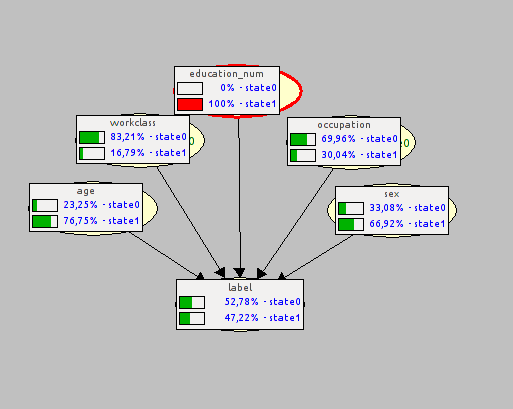 education_num
0% - state0
100% - state1
workclass
83,21% - state0
16,79% - state1
occupation
69,96% - state0
30,04% - state1
age
23,25% - state0
76,75% - state1
sex
33,08% - state0
66,92% - state1
label
52,78% - state0
47,22% - state1